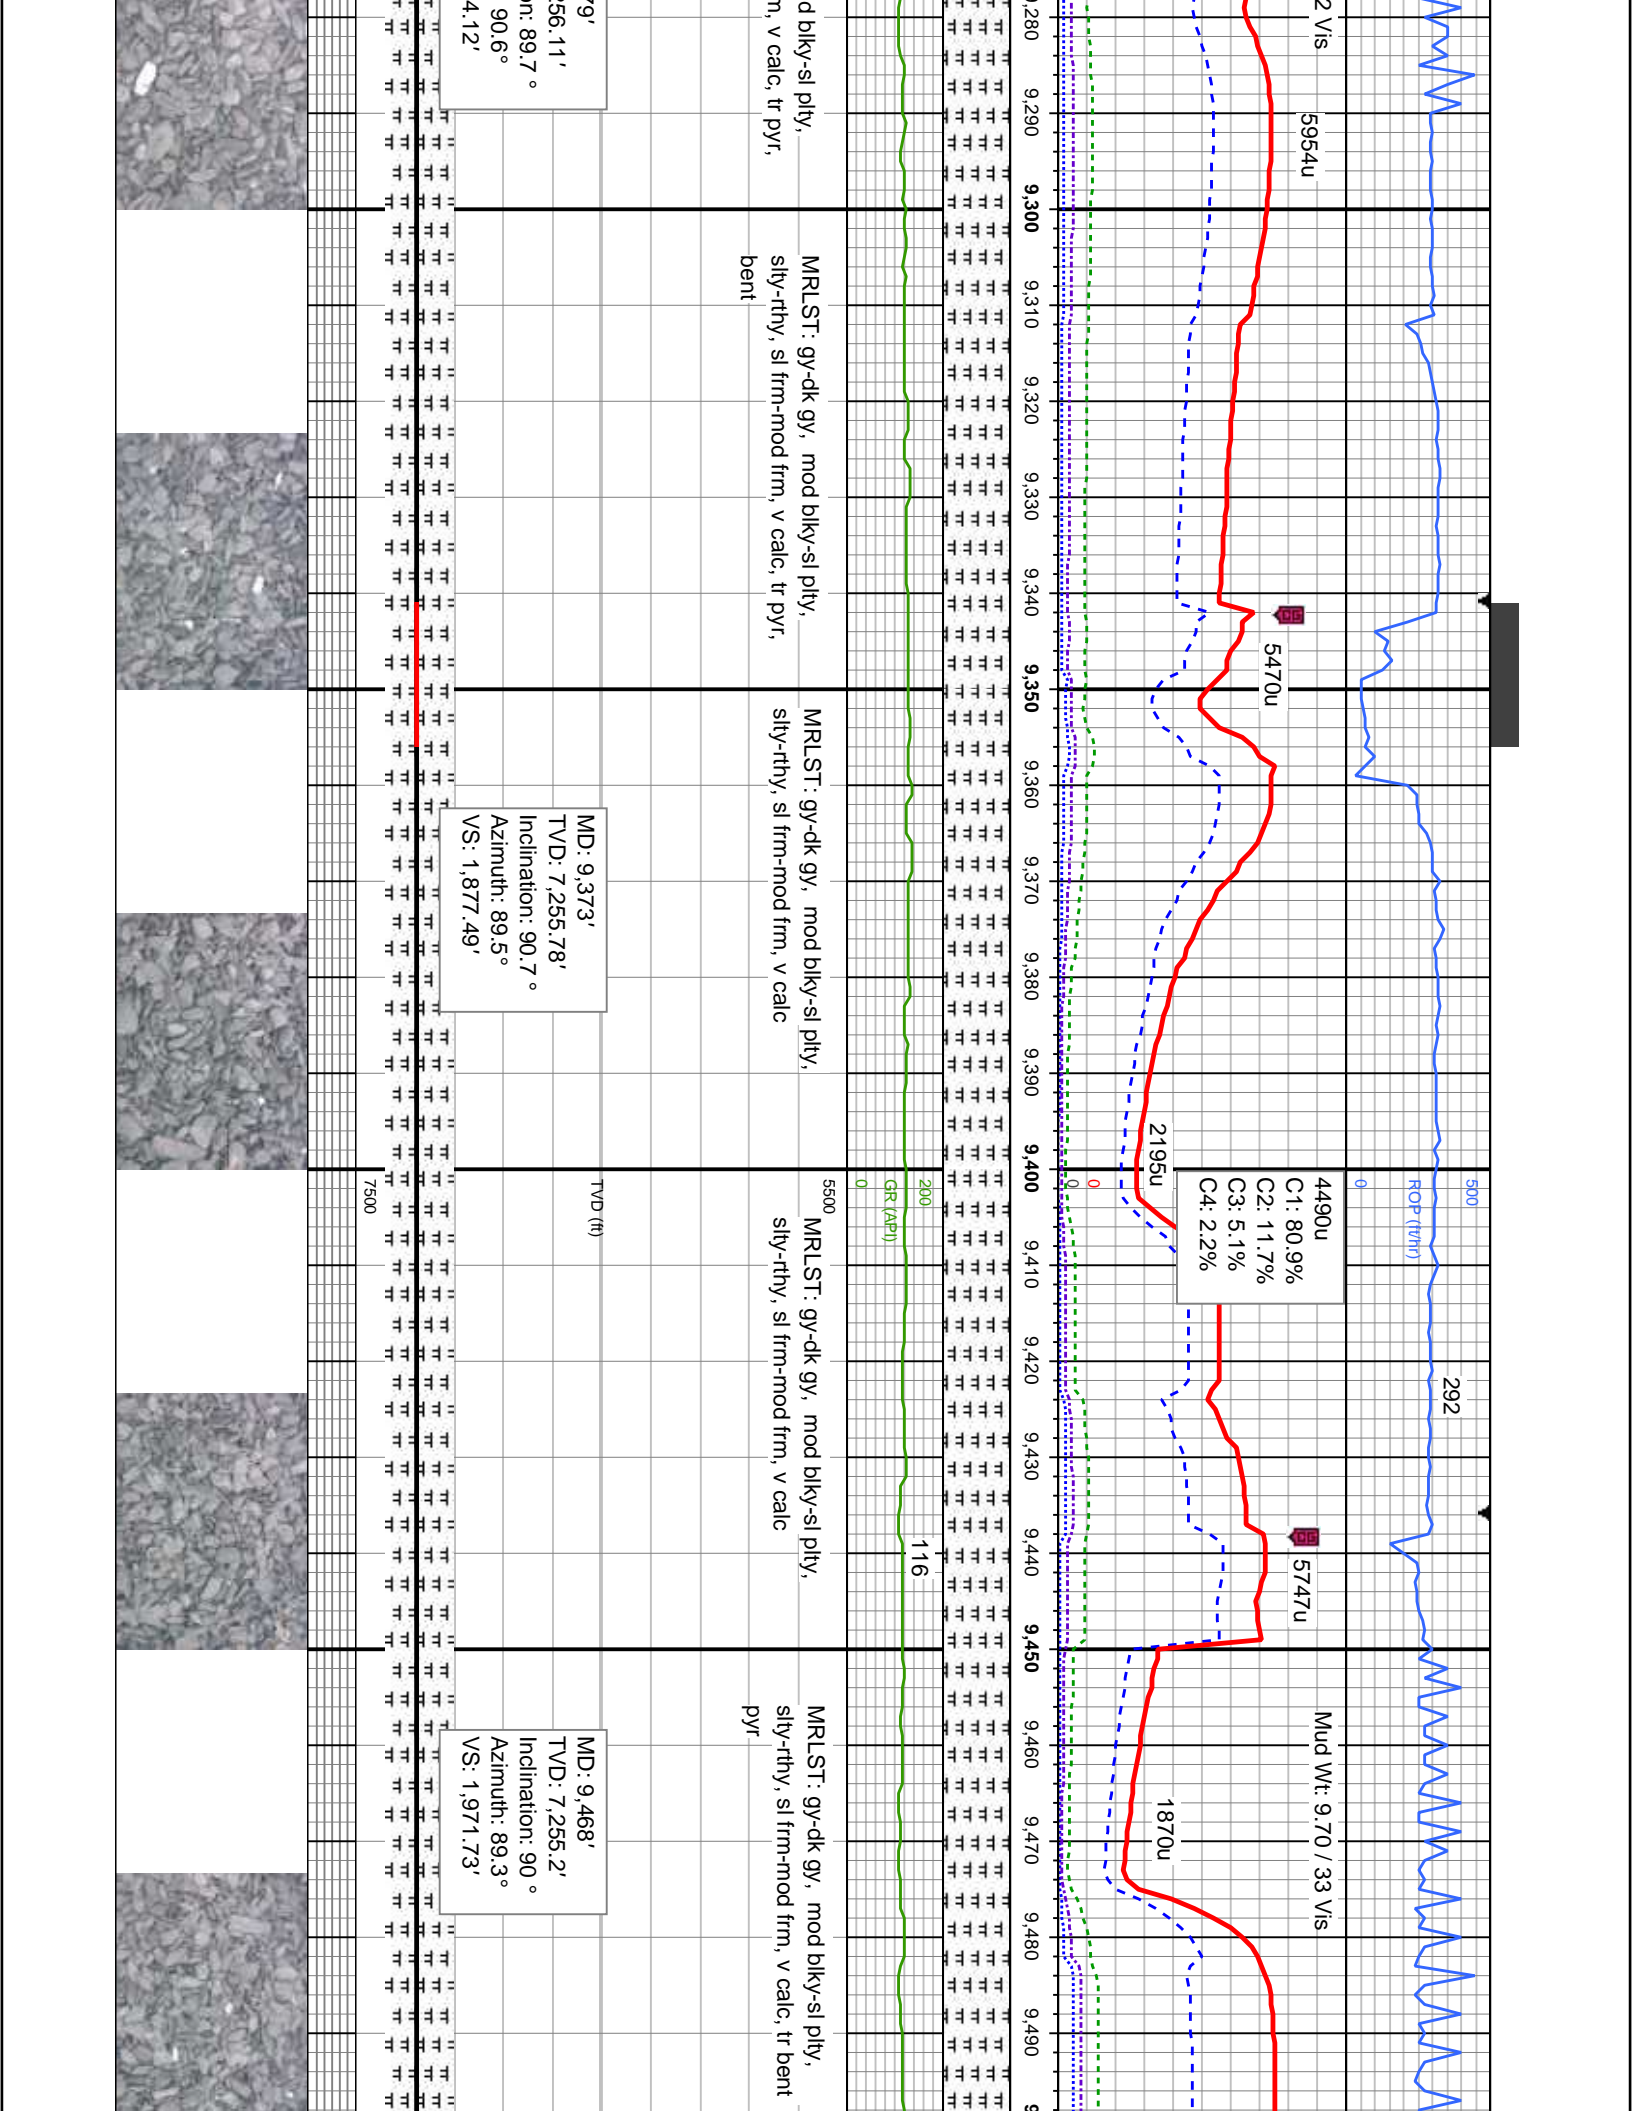 2 Vis
5954u
5470u
2195u
4490u
C1: 80.9%
C2: 11.7%
C3: 5.1%
C4: 2.2%
5747u
Mud Wt: 9.70 / 33 Vis
1870u
500
ROP (ft/hr)
0
292
0
0
,280
9,290
9,300
9,310
9,320
9,330
9,340
9,350
9,360
9,370
9,380
9,390
9,400
9,410
9,420
9,430
9,440
9,450
9,460
9,470
9,480
9,490
9
200
GR (API)
0
116
d blky-sl plty,
m, v calc, tr pyr,
MRLST: gy-dk gy, mod blky-sl plty,
slty-rthy, sl frm-mod frm, v calc, tr pyr,
bent
MRLST: gy-dk gy, mod blky-sl plty,
slty-rthy, sl frm-mod frm, v calc
MRLST: gy-dk gy, mod blky-sl plty,
slty-rthy, sl frm-mod frm, v calc
MRLST: gy-dk gy, mod blky-sl plty,
slty-rthy, sl frm-mod frm, v calc, tr bent
pyr
5500
TVD (ft)
7500
79'
256.11'
on: 89.7 °
90.6°
4.12'
MD: 9,373'
TVD: 7,255.78'
Inclination: 90.7 °
Azimuth: 89.5°
VS: 1,877.49'
MD: 9,468'
TVD: 7,255.2'
Inclination: 90 °
Azimuth: 89.3°
VS: 1,971.73'